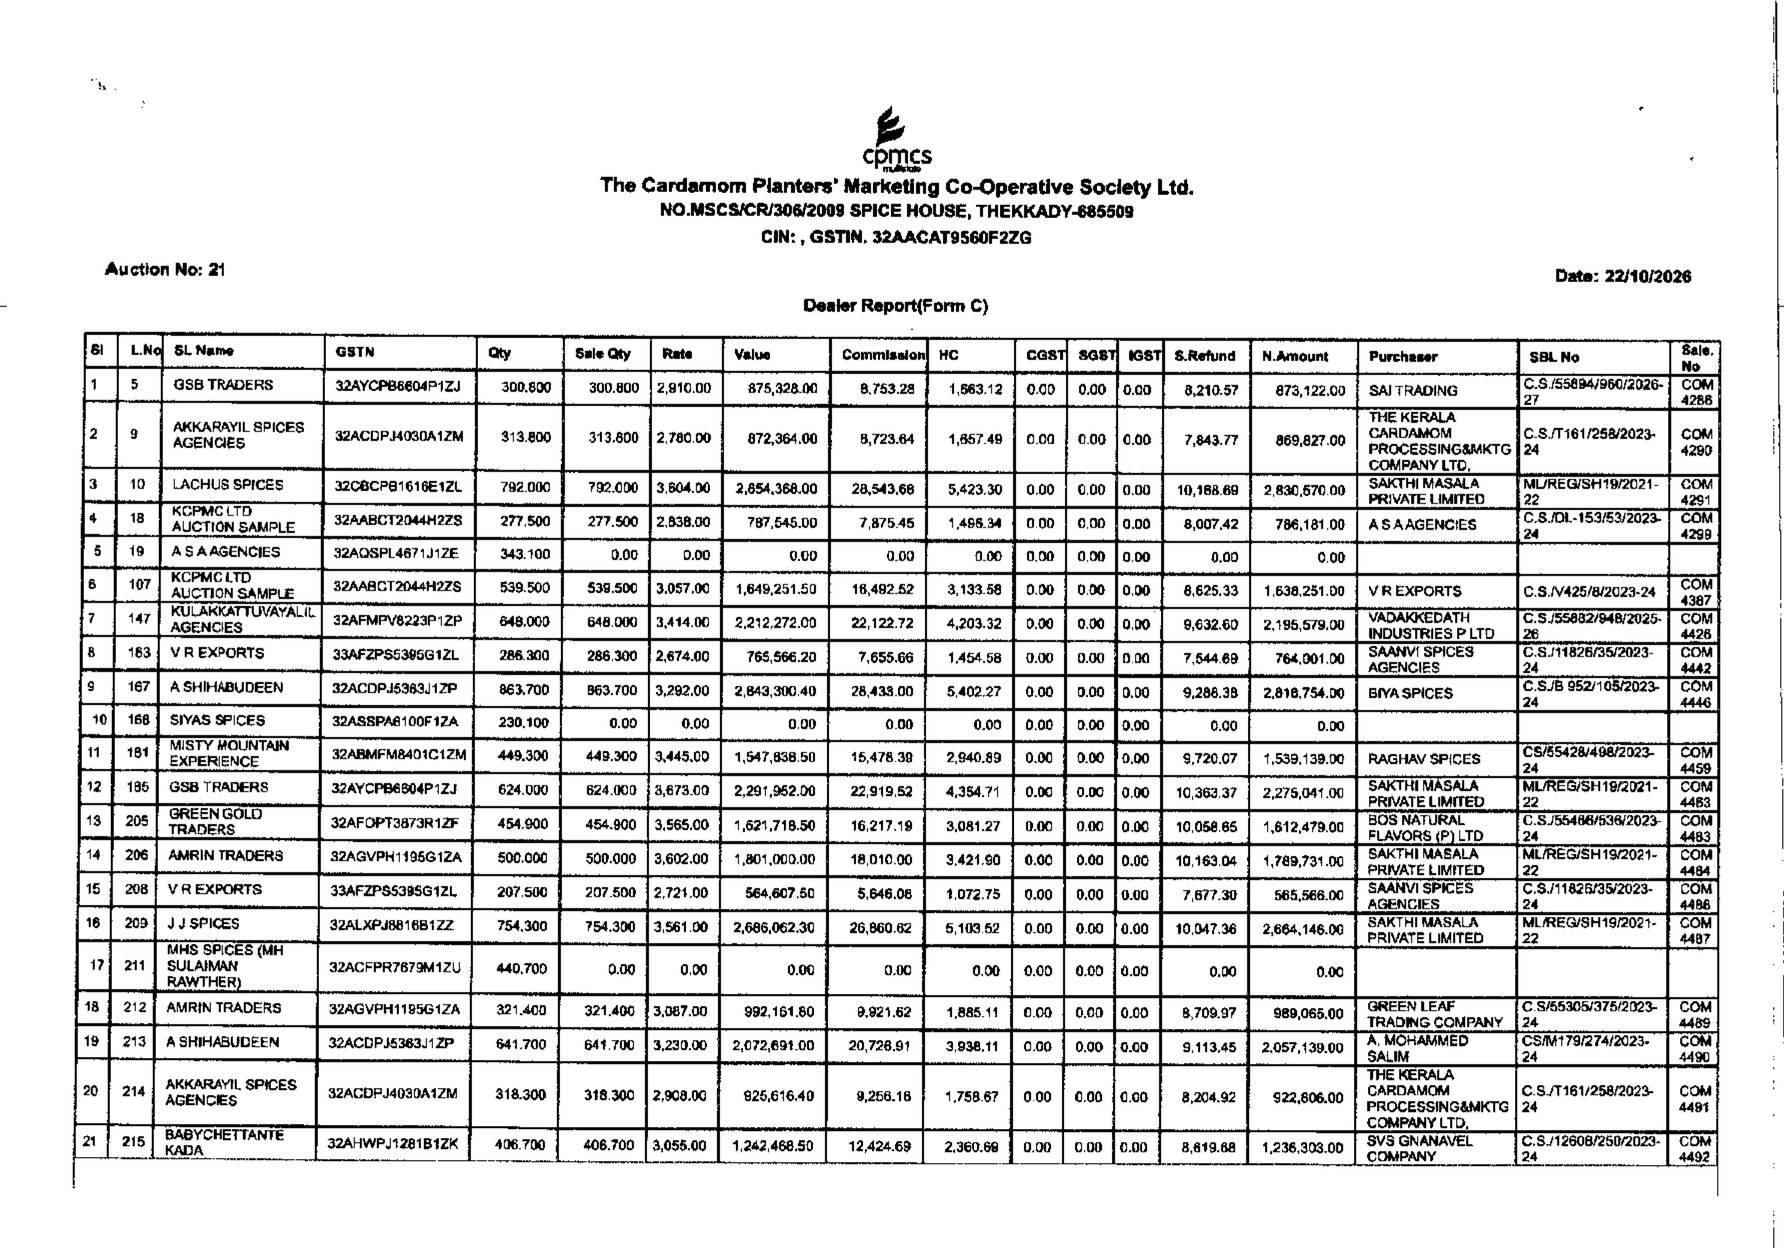 cpmcs
multistate
The Cardamom Planters' Marketing Co-Operative Society Ltd.
NO.MSCS/CR/306/2009 SPICE HOUSE, THEKKADY-685509
CIN: , GSTIN. 32AACAT9560F2ZG
Auction No: 21
Date: 22/10/2026
Dealer Report(Form C)
Sl L.No SL Name GSTN Qty Sale Qty Rate Value Commission HC CGST SGST IGST S.Refund N.Amount Purchaser SBL No Sale. No
1 5 GSB TRADERS 32AYCPB6604P1ZJ 300.800 300.800 2,910.00 875,328.00 8,753.28 1,663.12 0.00 0.00 0.00 8,210.57 873,122.00 SAI TRADING C.S./55894/960/2026-27 COM 4286
2 9 AKKARAYIL SPICES AGENCIES 32ACDPJ4030A1ZM 313.800 313.800 2,780.00 872,364.00 8,723.64 1,657.49 0.00 0.00 0.00 7,843.77 869,827.00 THE KERALA CARDAMOM PROCESSING&MKTG COMPANY LTD, C.S./T161/258/2023-24 COM 4290
3 10 LACHUS SPICES 32CBCPB1616E1ZL 792.000 792.000 3,604.00 2,854,368.00 28,543.68 5,423.30 0.00 0.00 0.00 10,168.69 2,830,570.00 SAKTHI MASALA PRIVATE LIMITED ML/REG/SH19/2021-22 COM 4291
4 18 KCPMC LTD AUCTION SAMPLE 32AABCT2044H2ZS 277.500 277.500 2,838.00 787,545.00 7,875.45 1,496.34 0.00 0.00 0.00 8,007.42 786,181.00 A S A AGENCIES C.S./DL-153/53/2023-24 COM 4299
5 19 A S A AGENCIES 32AQSPL4671J1ZE 343.100 0.00 0.00 0.00 0.00 0.00 0.00 0.00 0.00 0.00 0.00
6 107 KCPMC LTD AUCTION SAMPLE 32AABCT2044H2ZS 539.500 539.500 3,057.00 1,649,251.50 16,492.52 3,133.58 0.00 0.00 0.00 8,625.33 1,638,251.00 V R EXPORTS C.S./V425/8/2023-24 COM 4387
7 147 KULAKKATTUVAYALIL AGENCIES 32AFMPV8223P1ZP 648.000 648.000 3,414.00 2,212,272.00 22,122.72 4,203.32 0.00 0.00 0.00 9,632.60 2,195,579.00 VADAKKEDATH INDUSTRIES P LTD C.S./55882/948/2025-26 COM 4426
8 163 V R EXPORTS 33AFZPS5395G1ZL 286.300 286.300 2,674.00 765,566.20 7,655.66 1,454.58 0.00 0.00 0.00 7,544.69 764,001.00 SAANVI SPICES AGENCIES C.S./11826/35/2023-24 COM 4442
9 167 A SHIHABUDEEN 32ACDPJ5363J1ZP 863.700 863.700 3,292.00 2,843,300.40 28,433.00 5,402.27 0.00 0.00 0.00 9,288.38 2,818,754.00 BIYA SPICES C.S./B 952/105/2023-24 COM 4446
10 168 SIYAS SPICES 32ASSPA6100F1ZA 230.100 0.00 0.00 0.00 0.00 0.00 0.00 0.00 0.00 0.00 0.00
11 181 MISTY MOUNTAIN EXPERIENCE 32ABMFM8401C1ZM 449.300 449.300 3,445.00 1,547,838.50 15,478.39 2,940.89 0.00 0.00 0.00 9,720.07 1,539,139.00 RAGHAV SPICES CS/55428/498/2023-24 COM 4459
12 185 GSB TRADERS 32AYCPB6604P1ZJ 624.000 624.000 3,673.00 2,291,952.00 22,919.52 4,354.71 0.00 0.00 0.00 10,363.37 2,275,041.00 SAKTHI MASALA PRIVATE LIMITED ML/REG/SH19/2021-22 COM 4463
13 205 GREEN GOLD TRADERS 32AFOPT3873R1ZF 454.900 454.900 3,565.00 1,621,718.50 16,217.19 3,081.27 0.00 0.00 0.00 10,058.65 1,612,479.00 BOS NATURAL FLAVORS (P) LTD C.S./55466/536/2023-24 COM 4483
14 206 AMRIN TRADERS 32AGVPH1195G1ZA 500.000 500.000 3,602.00 1,801,000.00 18,010.00 3,421.90 0.00 0.00 0.00 10,163.04 1,789,731.00 SAKTHI MASALA PRIVATE LIMITED ML/REG/SH19/2021-22 COM 4484
15 208 V R EXPORTS 33AFZPS5395G1ZL 207.500 207.500 2,721.00 564,607.50 5,646.08 1,072.75 0.00 0.00 0.00 7,677.30 565,566.00 SAANVI SPICES AGENCIES C.S./11826/35/2023-24 COM 4486
16 209 J J SPICES 32ALXPJ8816B1ZZ 754.300 754.300 3,561.00 2,686,062.30 26,860.62 5,103.52 0.00 0.00 0.00 10,047.36 2,664,146.00 SAKTHI MASALA PRIVATE LIMITED ML/REG/SH19/2021-22 COM 4487
17 211 MHS SPICES (MH SULAIMAN RAWTHER) 32ACFPR7679M1ZU 440.700 0.00 0.00 0.00 0.00 0.00 0.00 0.00 0.00 0.00 0.00
18 212 AMRIN TRADERS 32AGVPH1195G1ZA 321.400 321.400 3,087.00 992,161.80 9,921.62 1,885.11 0.00 0.00 0.00 8,709.97 989,065.00 GREEN LEAF TRADING COMPANY C.S/55305/375/2023-24 COM 4489
19 213 A SHIHABUDEEN 32ACDPJ5363J1ZP 641.700 641.700 3,230.00 2,072,691.00 20,726.91 3,938.11 0.00 0.00 0.00 9,113.45 2,057,139.00 A. MOHAMMED SALIM CS/M179/274/2023-24 COM 4490
20 214 AKKARAYIL SPICES AGENCIES 32ACDPJ4030A1ZM 318.300 318.300 2,908.00 925,616.40 9,256.16 1,758.67 0.00 0.00 0.00 8,204.92 922,806.00 THE KERALA CARDAMOM PROCESSING&MKTG COMPANY LTD, C.S./T161/258/2023-24 COM 4491
21 215 BABYCHETTANTE KADA 32AHWPJ1281B1ZK 406.700 406.700 3,055.00 1,242,468.50 12,424.69 2,360.69 0.00 0.00 0.00 8,619.68 1,236,303.00 SVS GNANAVEL COMPANY C.S./12608/250/2023-24 COM 4492